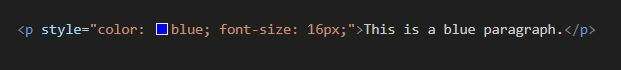 <p style="color: blue; font-size: 16px;">This is a blue paragraph.</p>